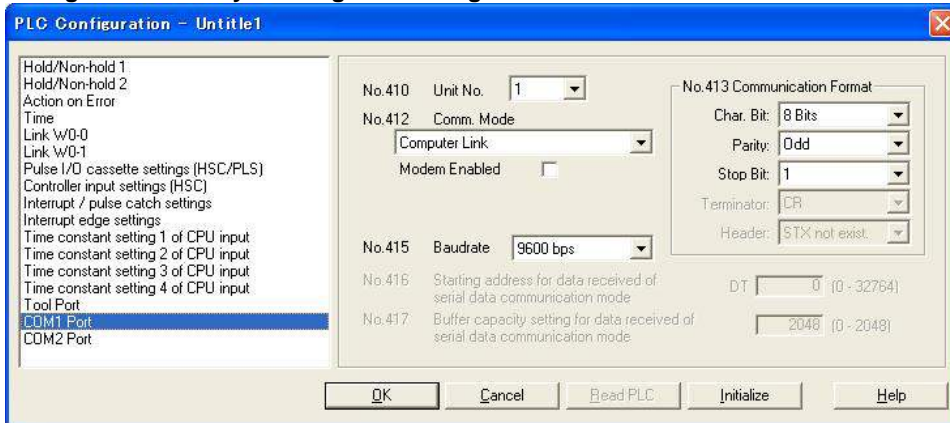 PLC Configuration - Untitle1
Hold/Non-hold 1
Hold/Non-hold 2
Action on Error
Time
Link W0-0
Link W0-1
Pulse I/O cassette settings (HSC/PLS)
Controller input settings (HSC)
Interrupt / pulse catch settings
Interrupt edge settings
Time constant setting 1 of CPU input
Time constant setting 2 of CPU input
Time constant setting 3 of CPU input
Time constant setting 4 of CPU input
Tool Port
COM1 Port
COM2 Port
No.410 Unit No. 1
No.412 Comm. Mode
Computer Link
Modem Enabled
No.415 Baudrate 9600 bps
No.413 Communication Format
Char. Bit: 8 Bits
Parity: Odd
Stop Bit: 1
Terminator: CR
Header: STX not exist.
No.416 Starting address for data received of DT 0 (0 - 32764)
serial data communication mode
No.417 Buffer capacity setting for data received of 2048 (0 - 2048)
serial data communication mode
OK Cancel Read PLC Initialize Help